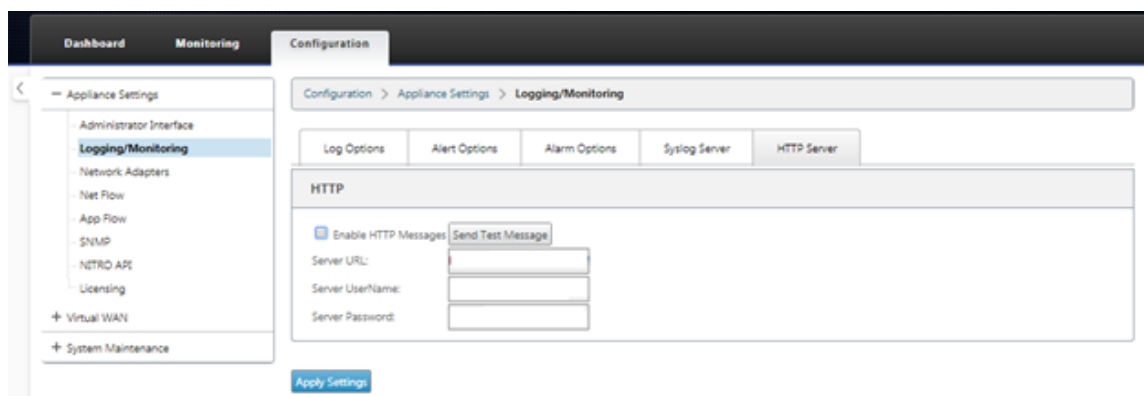 Dashboard Monitoring Configuration
Appliance Settings
Administrator Interface
Logging/Monitoring
Network Adapters
Net Flow
App Flow
SNMP
NITRO API
Licensing
Virtual WAN
System Maintenance
Configuration > Appliance Settings > Logging/Monitoring
Log Options Alert Options Alarm Options Syslog Server HTTP Server
HTTP
Enable HTTP Messages Send Test Message
Server URL:
Server UserName:
Server Password:
Apply Settings